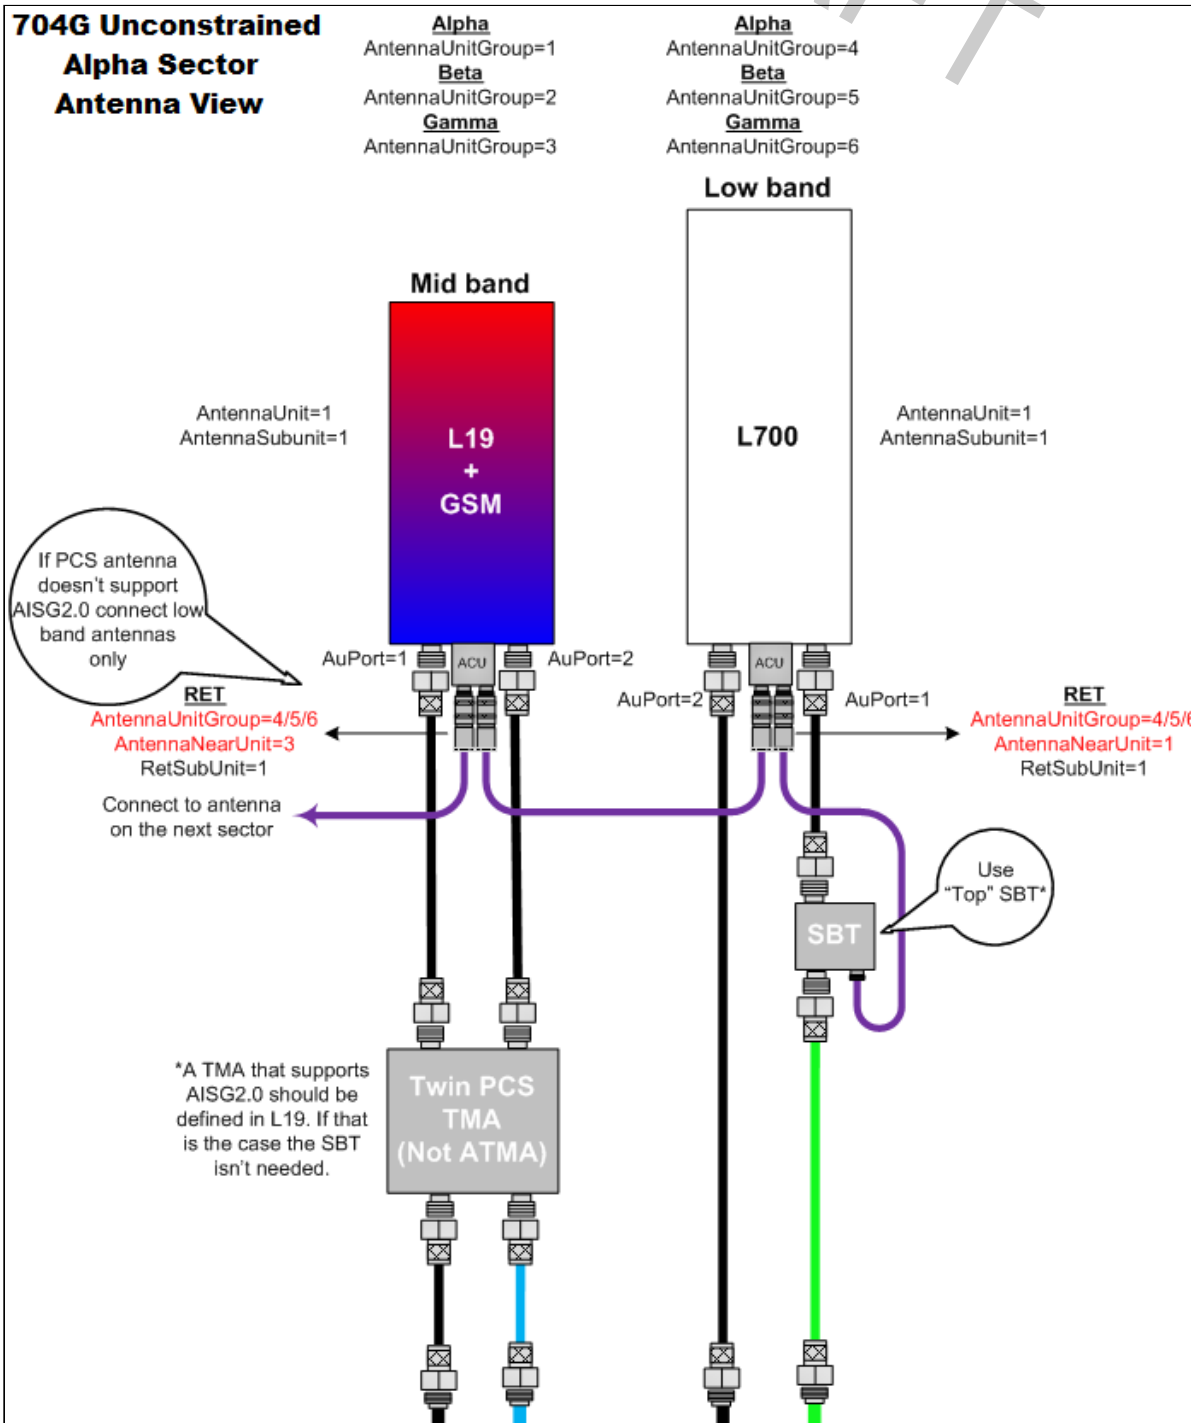 704G Unconstrained
Alpha Sector
Antenna View
Alpha
AntennaUnitGroup=1
Beta
AntennaUnitGroup=2
Gamma
AntennaUnitGroup=3
Alpha
AntennaUnitGroup=4
Beta
AntennaUnitGroup=5
Gamma
AntennaUnitGroup=6
Low band
Mid band
AntennaUnit=1
AntennaSubunit=1
L19
+
GSM
L700
AntennaUnit=1
AntennaSubunit=1
If PCS antenna
doesn't support
AISG2.0 connect low
band antennas
only
AuPort=1
ACU
AuPort=2
AuPort=2
ACU
AuPort=1
RET
AntennaUnitGroup=4/5/6
AntennaNearUnit=3
RetSubUnit=1
RET
AntennaUnitGroup=4/5/6
AntennaNearUnit=1
RetSubUnit=1
Connect to antenna
on the next sector
Use
"Top" SBT*
SBT
*A TMA that supports
AISG2.0 should be
defined in L19. If that
is the case the SBT
isn't needed.
Twin PCS
TMA
(Not ATMA)